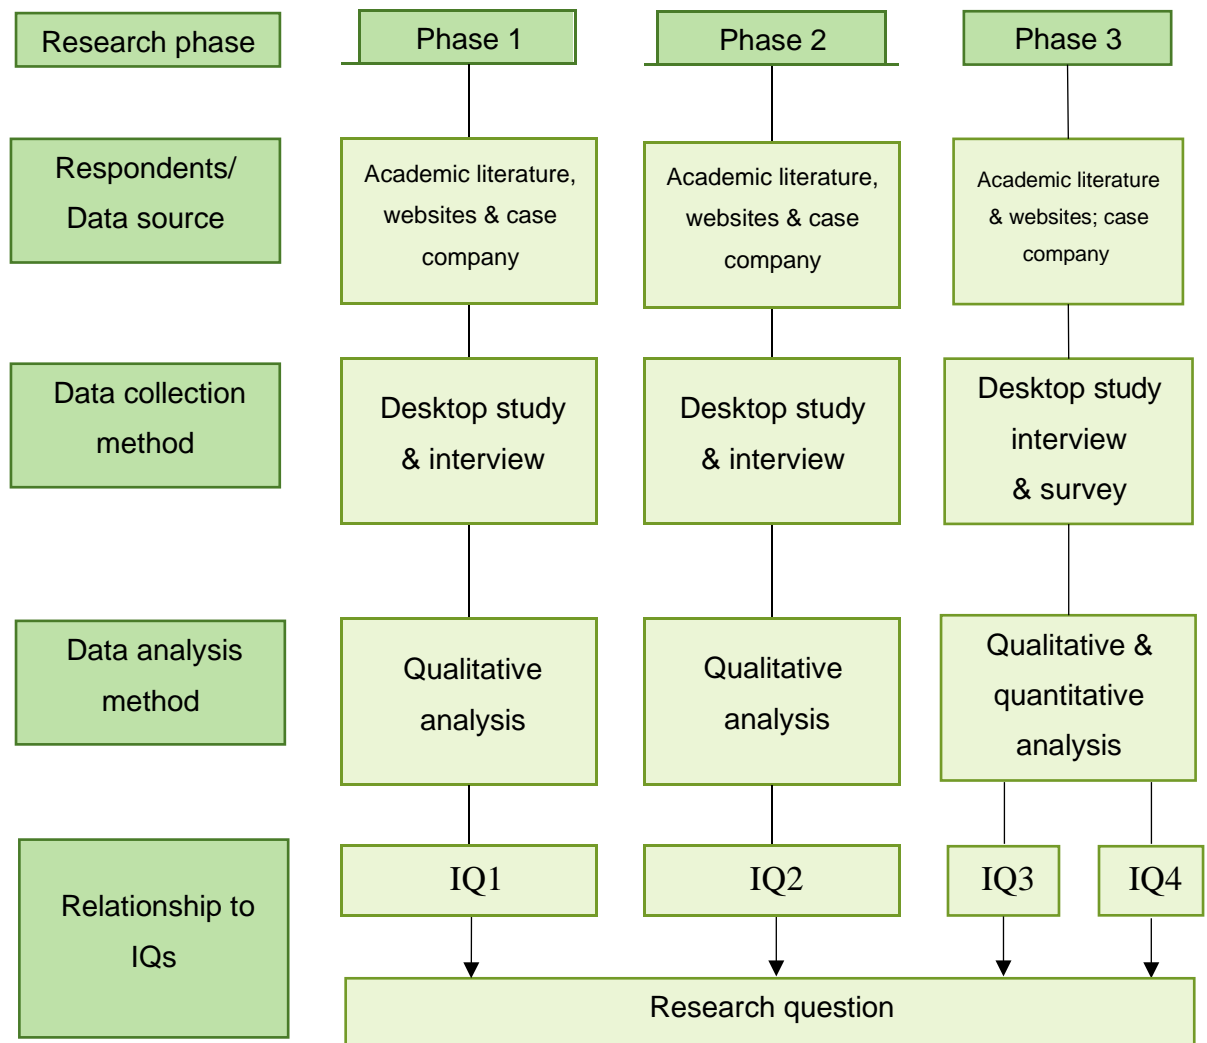 Research phase
Phase 1
Phase 2
Phase 3
Respondents/
Data source
Academic literature,
websites & case
company
Academic literature,
websites & case
company
Academic literature
& websites; case
company
Data collection
method
Desktop study
& interview
Desktop study
& interview
Desktop study
interview
& survey
Data analysis
method
Qualitative
analysis
Qualitative
analysis
Qualitative &
quantitative
analysis
Relationship to
IQs
IQ1
IQ2
IQ3
IQ4
Research question